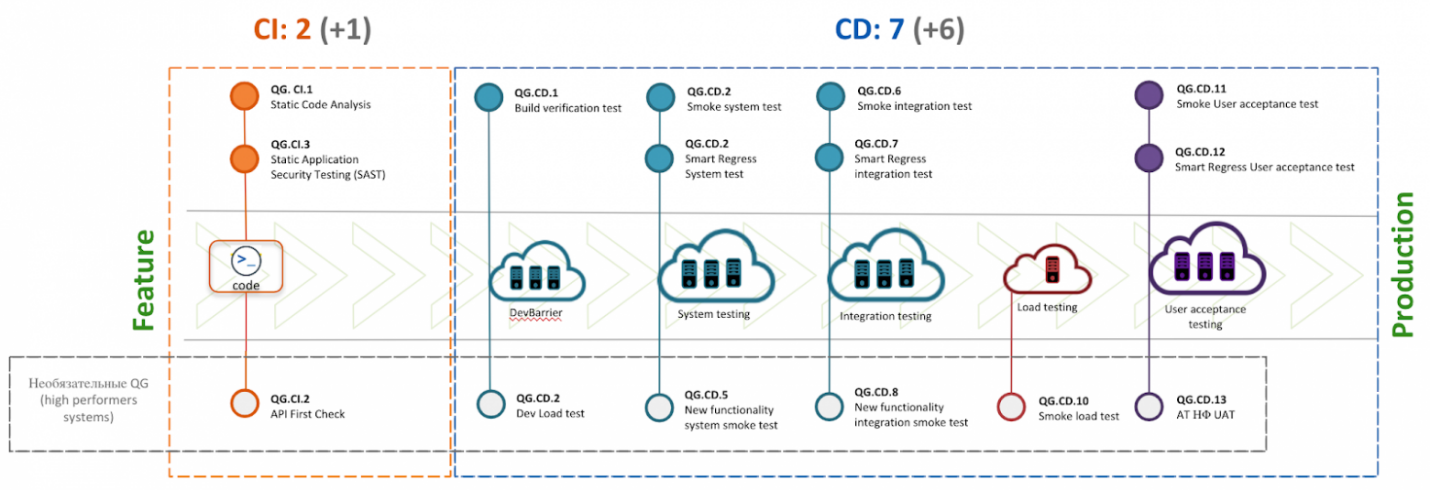 CI: 2 (+1)
CD: 7 (+6)
QG. CI.1
Static Code Analysis
QG.CI.3
Static Application
Security Testing (SAST)
QG.CD.1
Build verification test
QG.CD.2
Smoke system test
QG.CD.2
Smart Regress
System test
QG.CD.6
Smoke integration test
QG.CD.7
Smart Regress
integration test
QG.CD.11
Smoke User acceptance test
QG.CD.12
Smart Regress User acceptance test
Feature
>_
code
DevBarrier
System testing
Integration testing
Load testing
User acceptance
testing
Production
Необязательные QG
(high performers
systems)
QG.CI.2
API First Check
QG.CD.2
Dev Load test
QG.CD.5
New functionality
system smoke test
QG.CD.8
New functionality
integration smoke test
QG.CD.10
Smoke load test
QG.CD.13
АТ НФ UAT